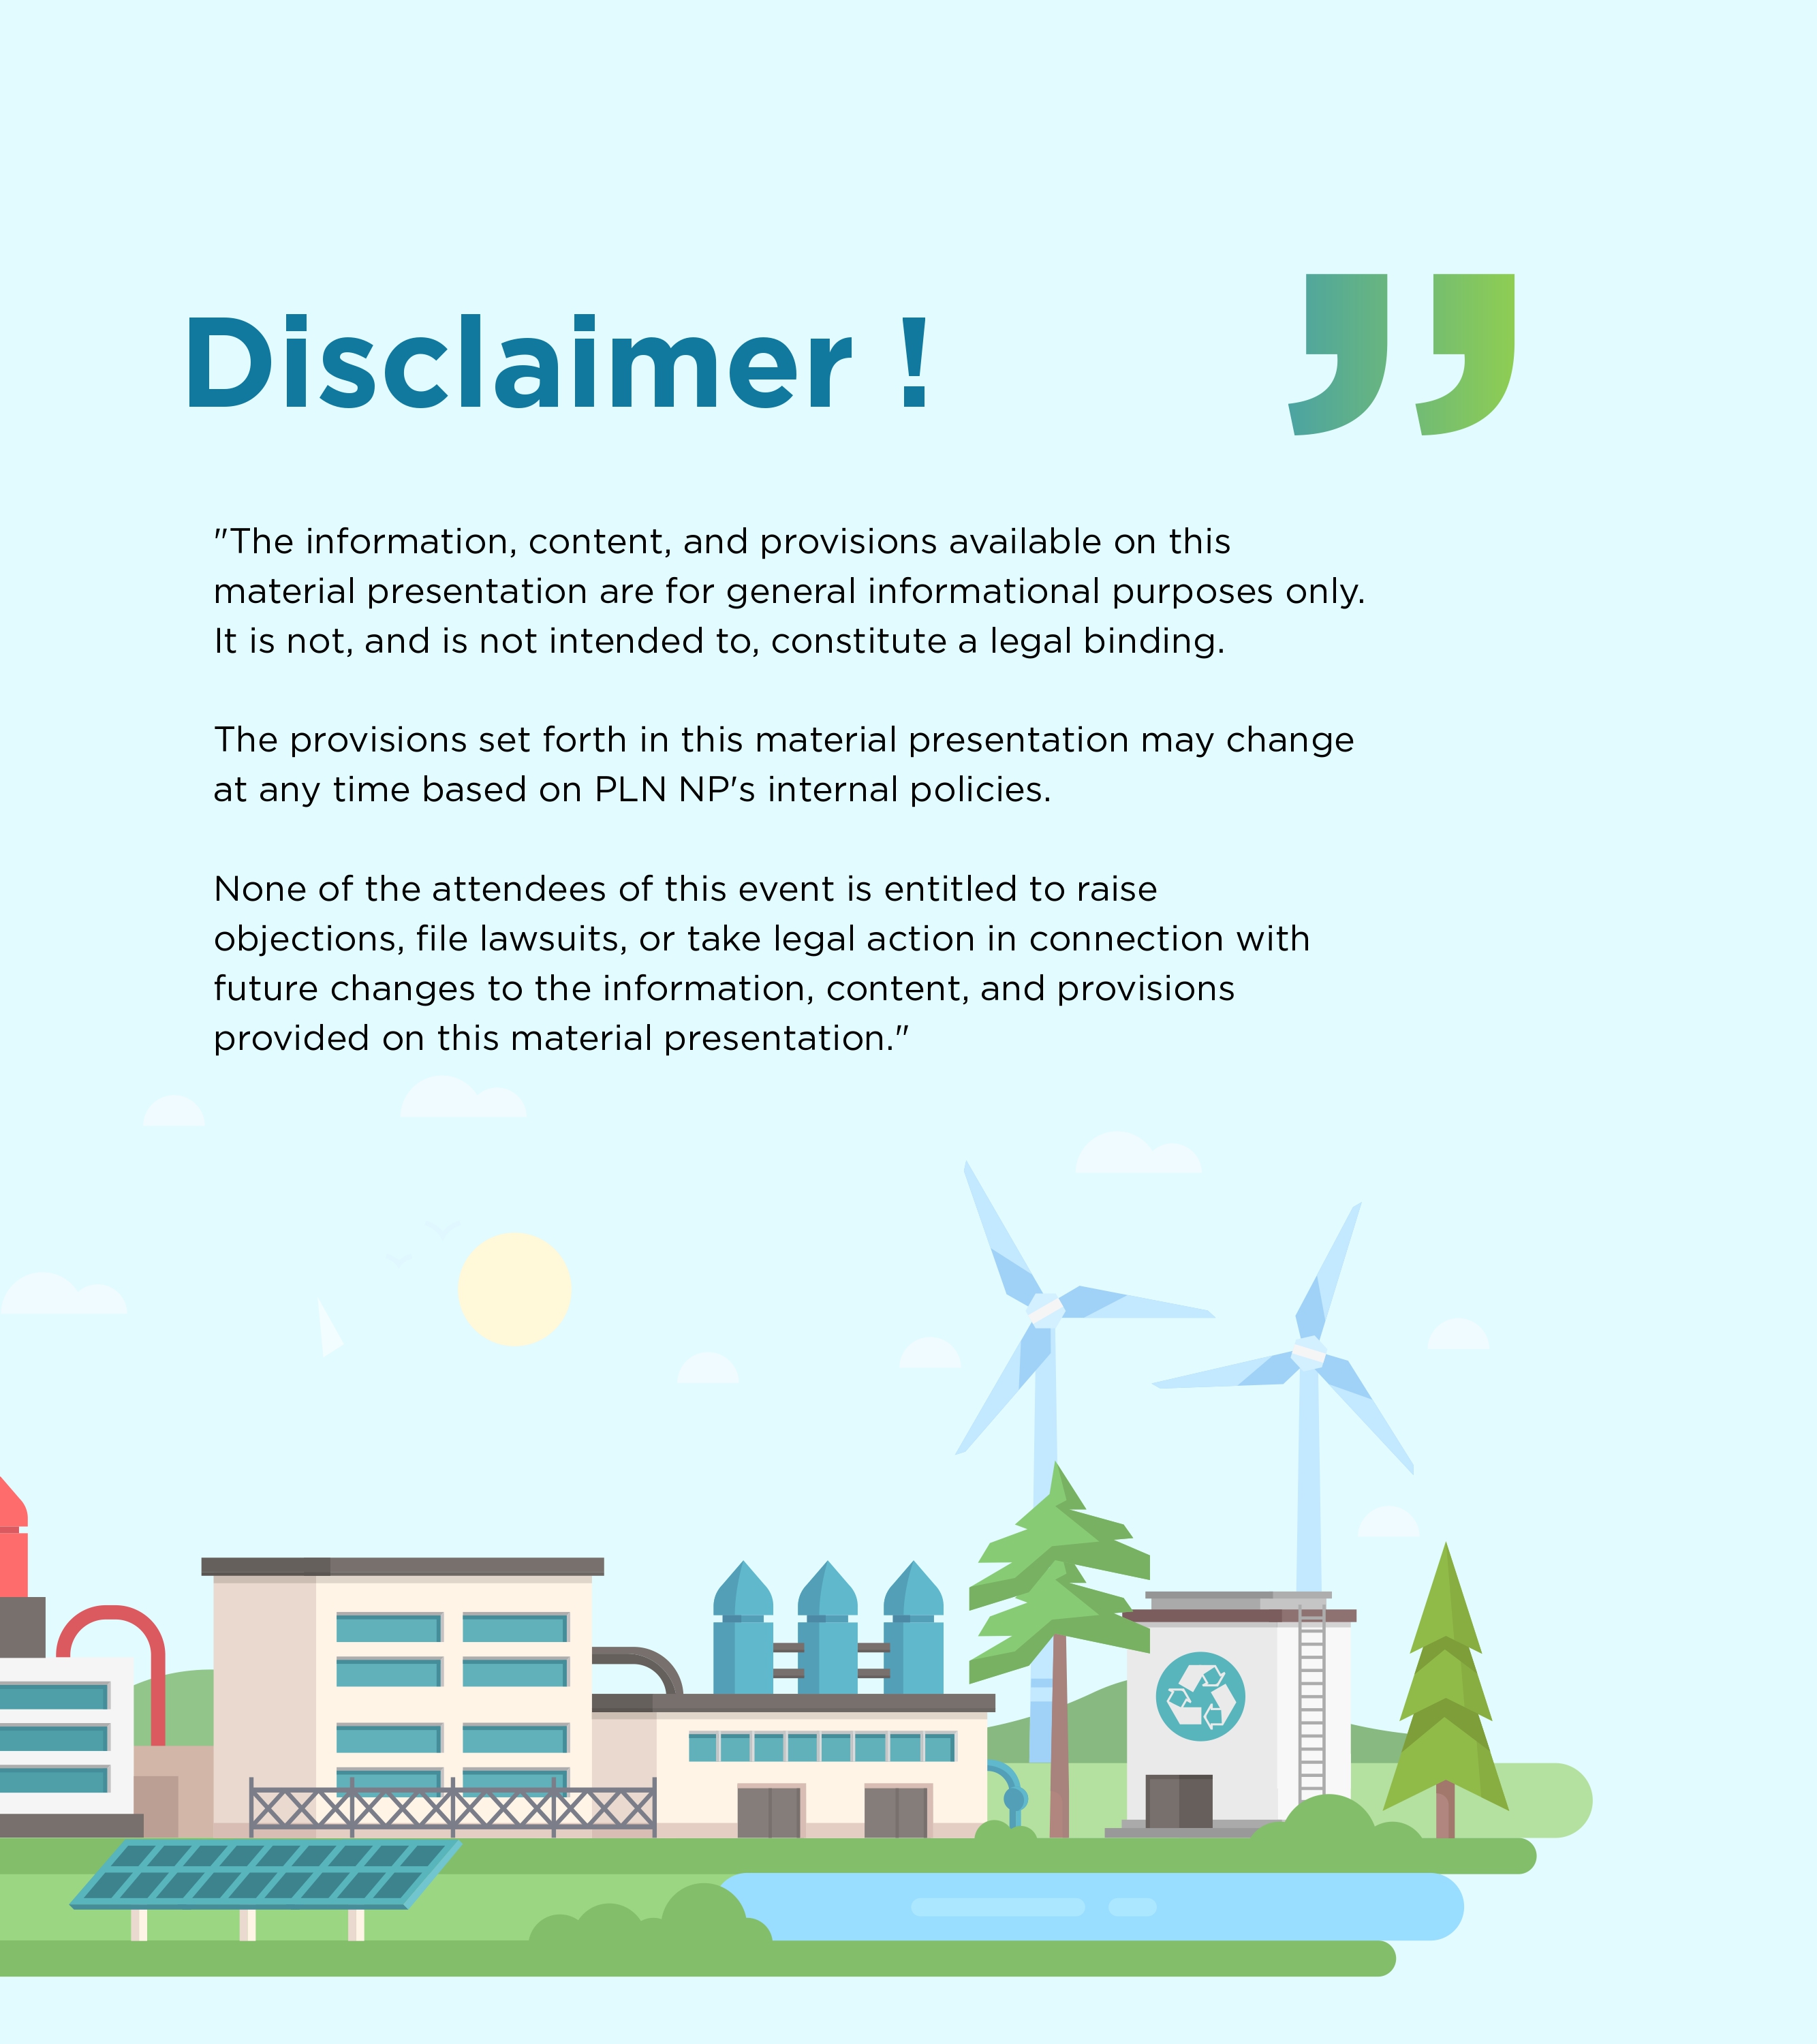 Disclaimer !
"The information, content, and provisions available on this
material presentation are for general informational purposes only.
It is not, and is not intended to, constitute a legal binding.
The provisions set forth in this material presentation may change
at any time based on PLN NP's internal policies.
None of the attendees of this event is entitled to raise
objections, file lawsuits, or take legal action in connection with
future changes to the information, content, and provisions
provided on this material presentation."